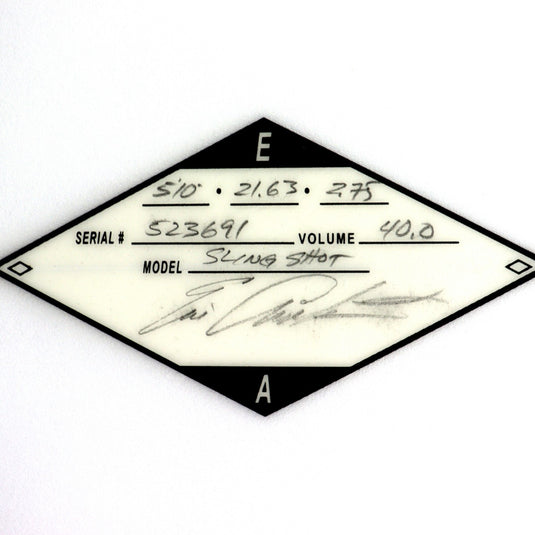 E
5'10" • 21.63 • 2.75
SERIAL # 523691 VOLUME 40.0
MODEL SLING SHOT
A